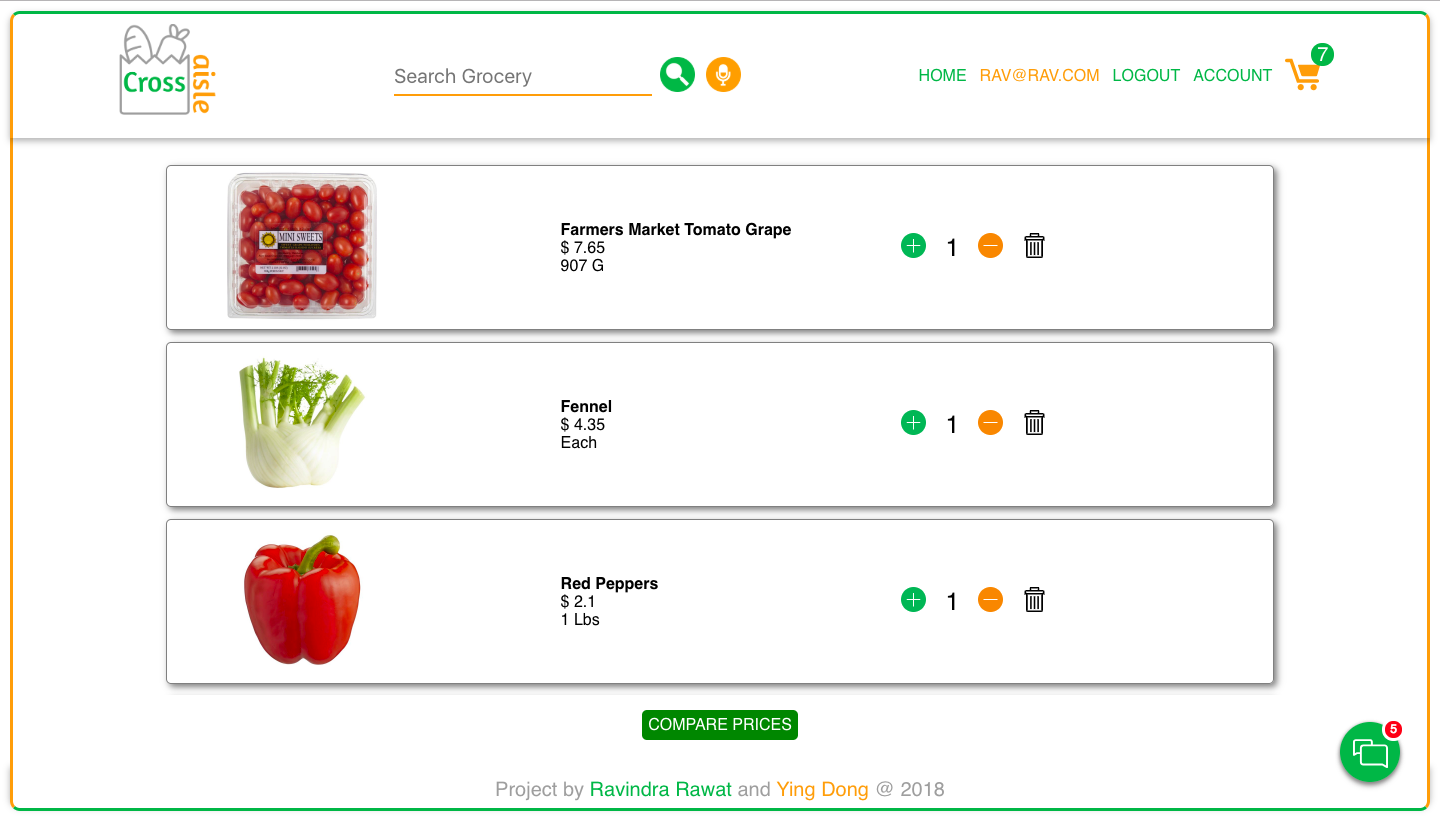 Cross
aisle
Search Grocery
HOME RAV@RAV.COM LOGOUT ACCOUNT 7
MINI SWEETS
Farmers Market Tomato Grape
$ 7.65
907 G
1
Fennel
$ 4.35
Each
1
Red Peppers
$ 2.1
1 Lbs
1
COMPARE PRICES
5
Project by Ravindra Rawat and Ying Dong @ 2018